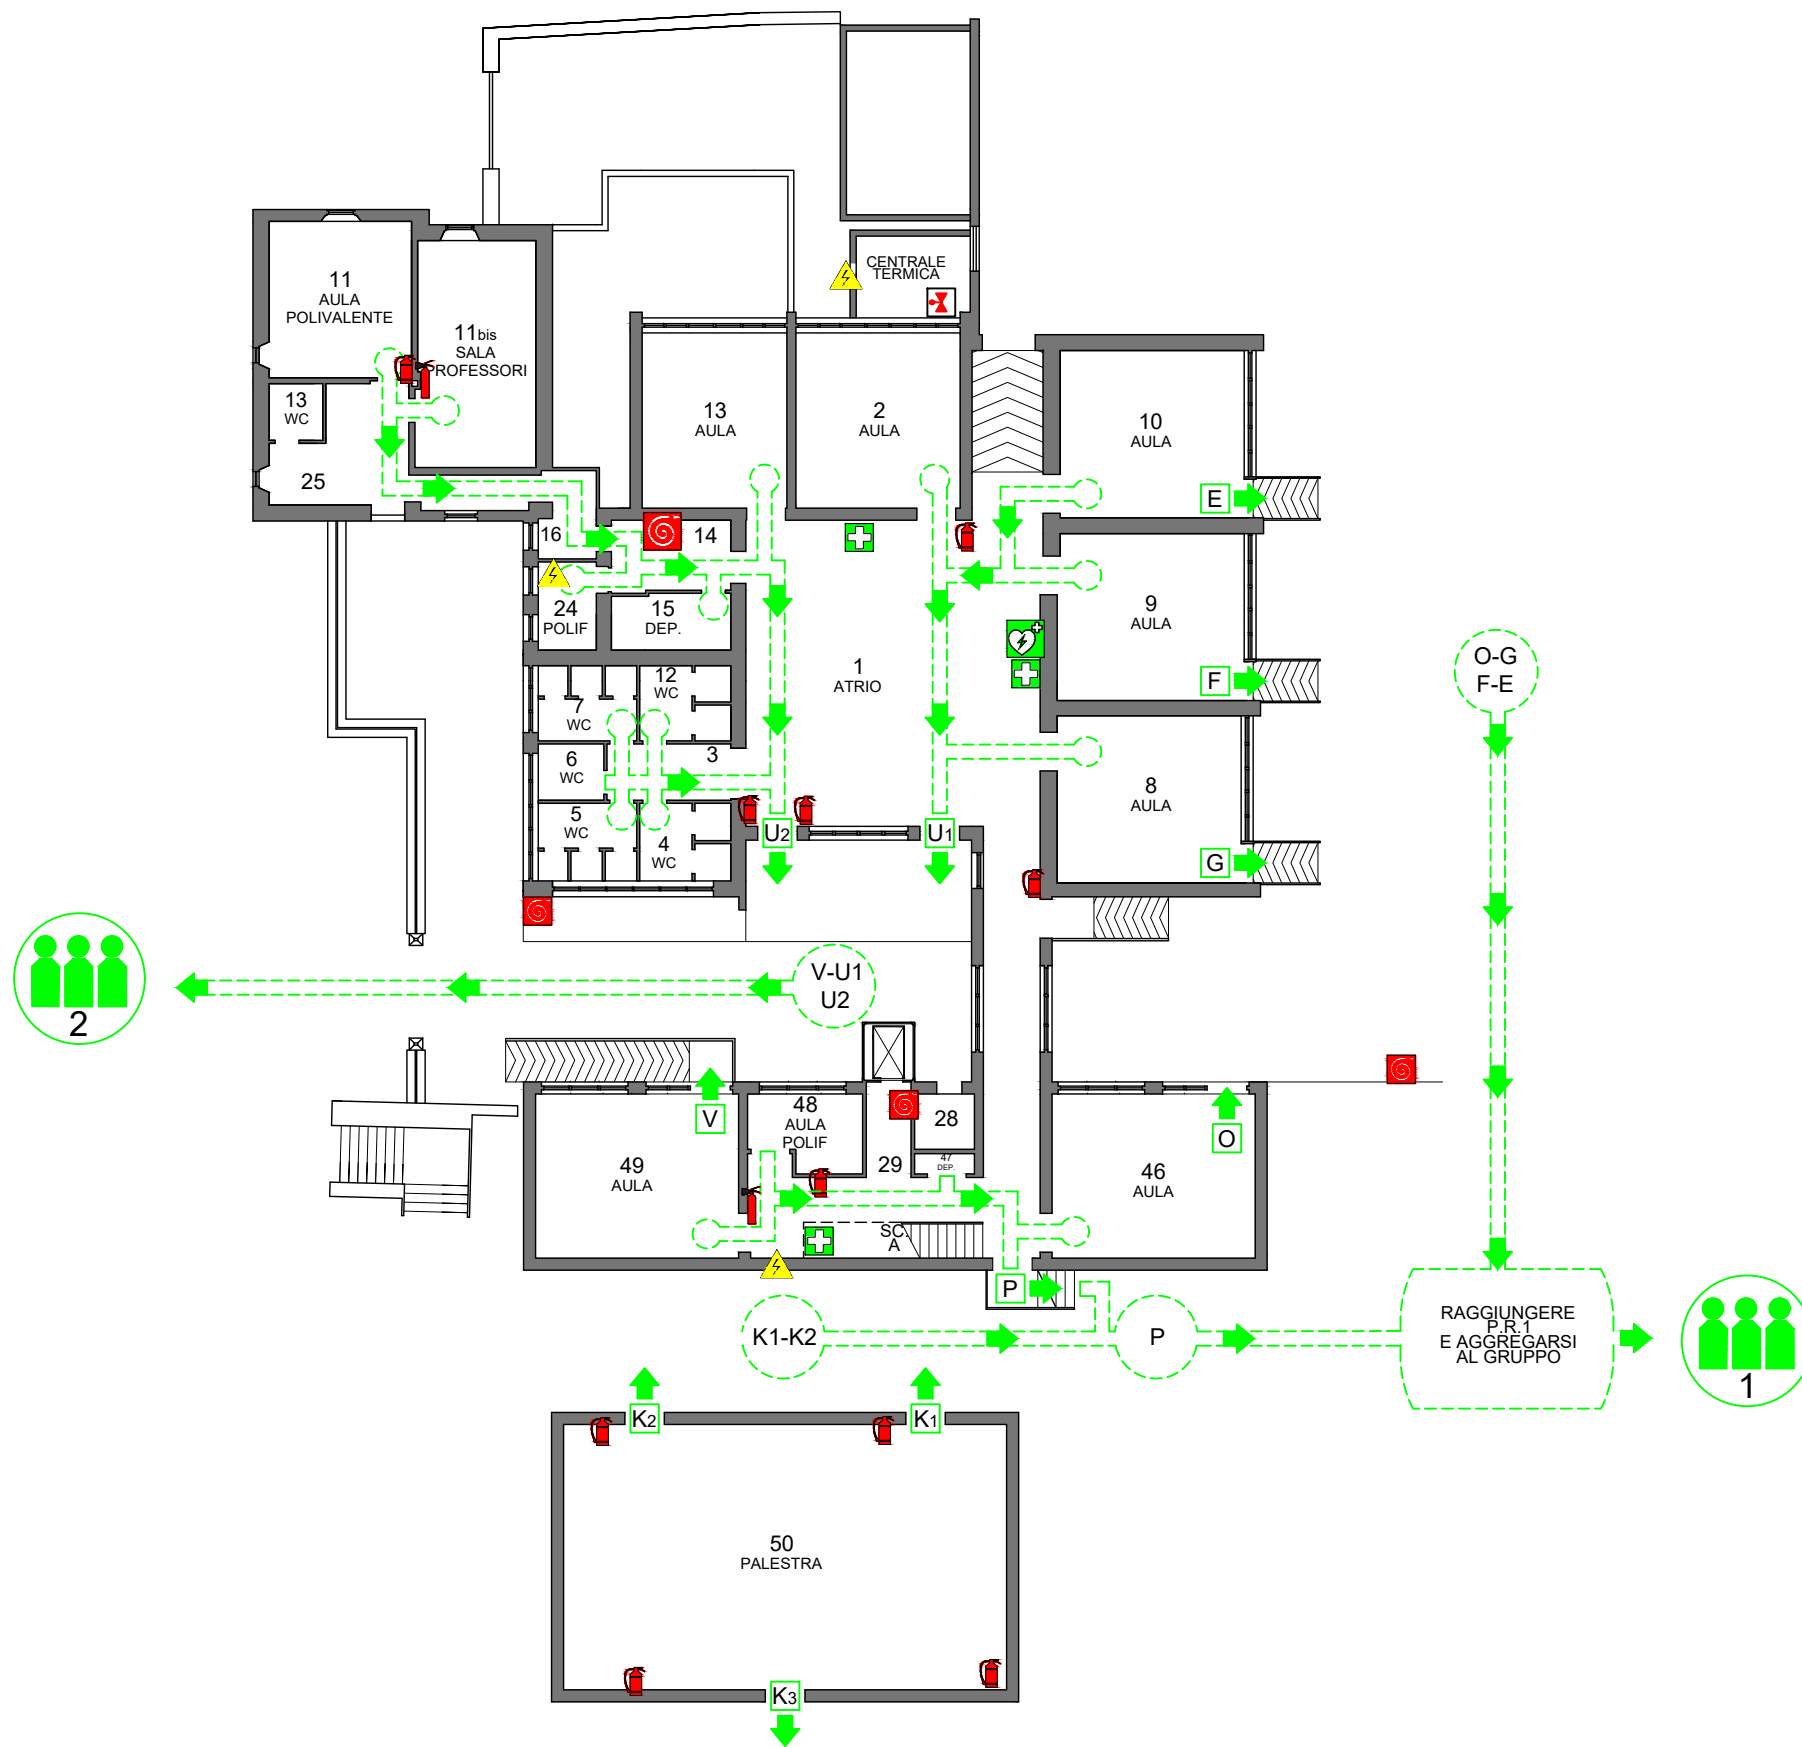 CENTRALE
TERMICA
11
AULA
POLIVALENTE
11bis
SALA
PROFESSORI
13
WC
25
13
AULA
2
AULA
10
AULA
E
16
14
24
POLIF
15
DEP.
9
AULA
F
1
ATRIO
12
WC
7
WC
6
WC
3
5
WC
4
WC
8
AULA
G
U2
U1
O-G
F-E
V-U1
U2
2
V
48
AULA
POLIF
28
29
47
DEP.
49
AULA
O
46
AULA
SC.
A
P
K1-K2
P
RAGGIUNGERE
P.R.1
E AGGREGARSI
AL GRUPPO
1
K2
K1
50
PALESTRA
K3